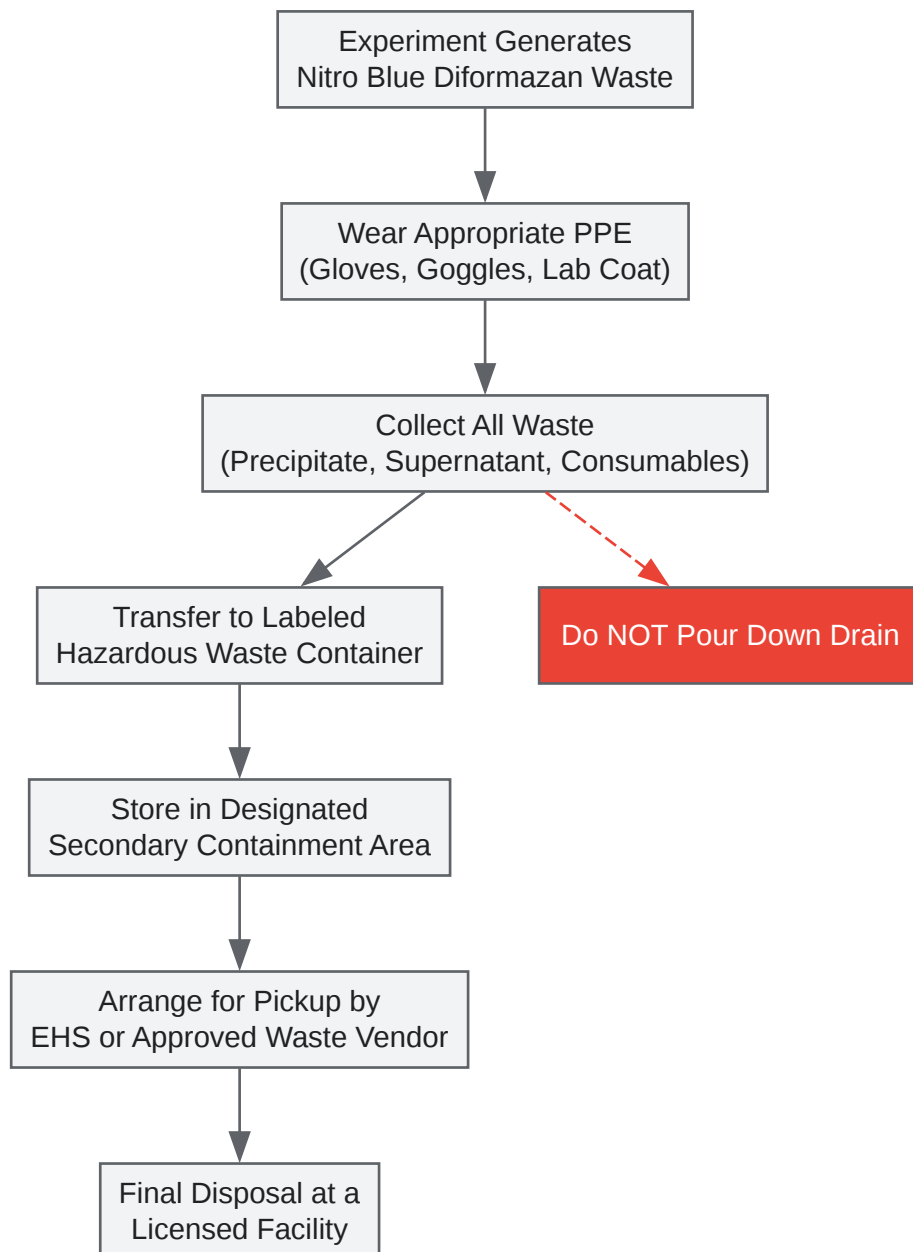 Experiment Generates
Nitro Blue Diformazan Waste
Wear Appropriate PPE
(Gloves, Goggles, Lab Coat)
Collect All Waste
(Precipitate, Supernatant, Consumables)
Transfer to Labeled
Hazardous Waste Container
Do NOT Pour Down Drain
Store in Designated
Secondary Containment Area
Arrange for Pickup by
EHS or Approved Waste Vendor
Final Disposal at a
Licensed Facility